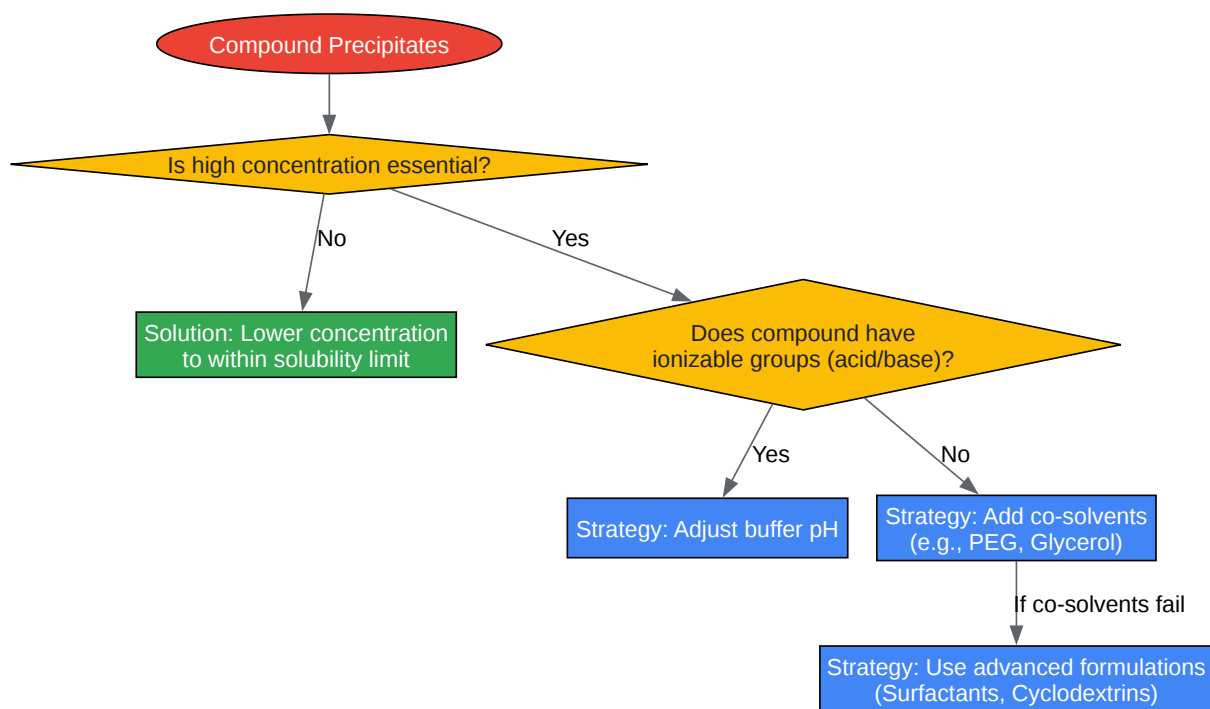 Compound Precipitates
Is high concentration essential?
No
Yes
Solution: Lower concentration
to within solubility limit
Does compound have
ionizable groups (acid/base)?
Yes
No
Strategy: Adjust buffer pH
Strategy: Add co-solvents
(e.g., PEG, Glycerol)
If co-solvents fail
Strategy: Use advanced formulations
(Surfactants, Cyclodextrins)